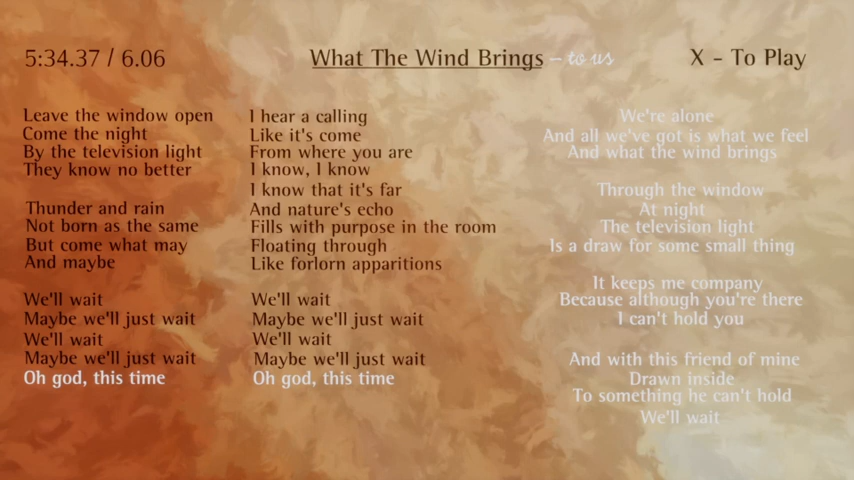 5:34.37 / 6.06
What The Wind Brings – to us
X - To Play
Leave the window open
Come the night
By the television light
They know no better
Thunder and rain
Not born as the same
But come what may
And maybe
We'll wait
Maybe we'll just wait
We'll wait
Maybe we'll just wait
Oh god, this time
I hear a calling
Like it's come
From where you are
I know, I know
I know that it's far
And nature's echo
Fills with purpose in the room
Floating through
Like forlorn apparitions
We'll wait
Maybe we'll just wait
We'll wait
Maybe we'll just wait
Oh god, this time
We're alone
And all we've got is what we feel
And what the wind brings
Through the window
At night
The television light
Is a draw for some small thing
It keeps me company
Because although you're there
I can't hold you
And with this friend of mine
Drawn inside
To something he can't hold
We'll wait